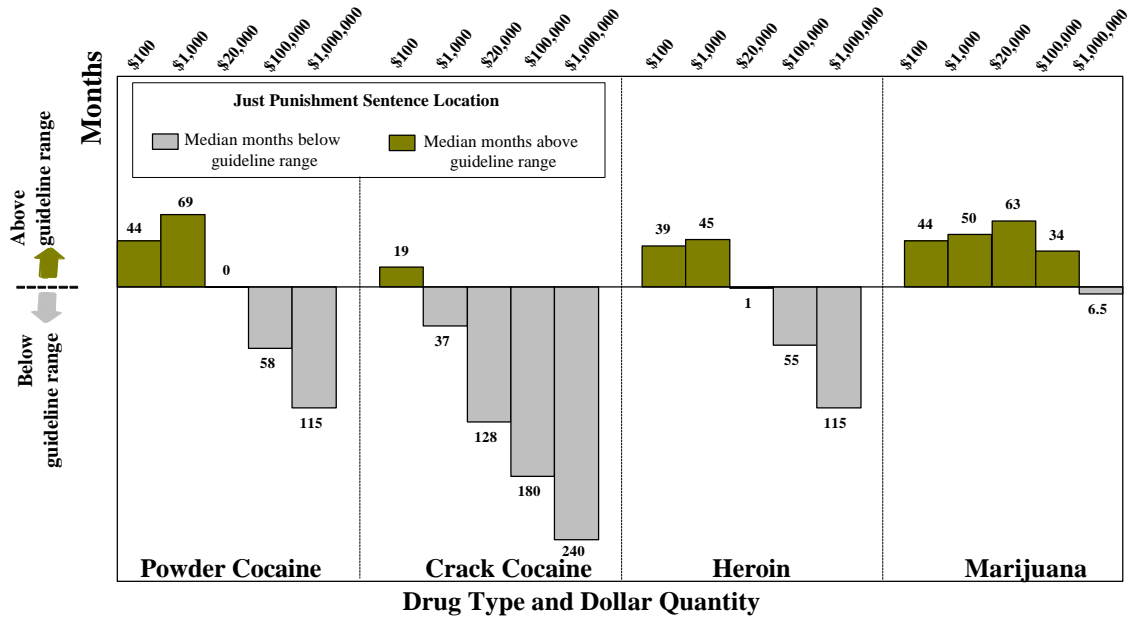 $100 $1,000 $20,000 $100,000 $1,000,000
$100 $1,000 $20,000 $100,000 $1,000,000
$100 $1,000 $20,000 $100,000 $1,000,000
$100 $1,000 $20,000 $100,000 $1,000,000
Months
Just Punishment Sentence Location
Median months below
guideline range
Median months above
guideline range
Above
guideline range
Below
guideline range
44 69 0 58 115
19 37 128 180 240
39 45 1 55 115
44 50 63 34 6.5
Powder Cocaine Crack Cocaine Heroin Marijuana
Drug Type and Dollar Quantity